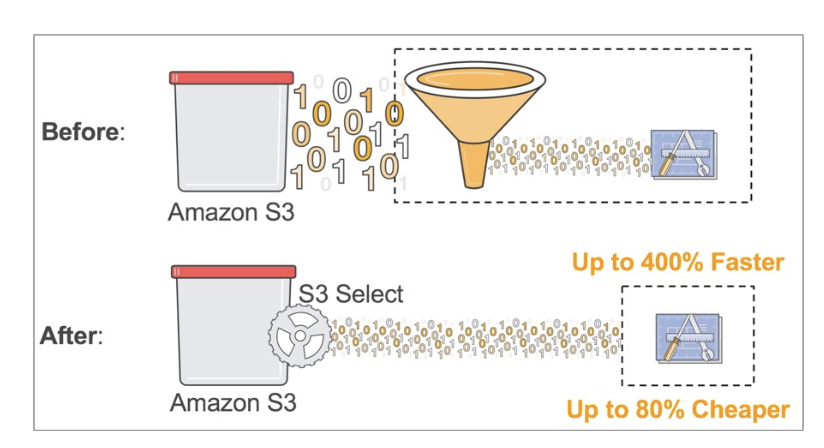 Before:
Amazon S3
Up to 400% Faster
S3 Select
After:
Amazon S3
Up to 80% Cheaper